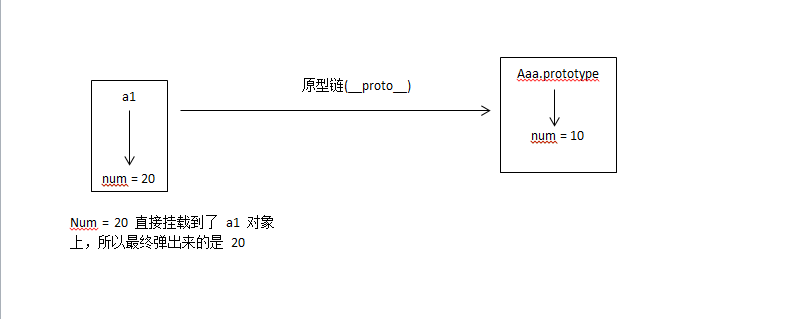 原型链(__proto__)
Aaa.prototype
a1
num = 10
num = 20
Num = 20 直接挂载到了 a1 对象
上，所以最终弹出来的是 20